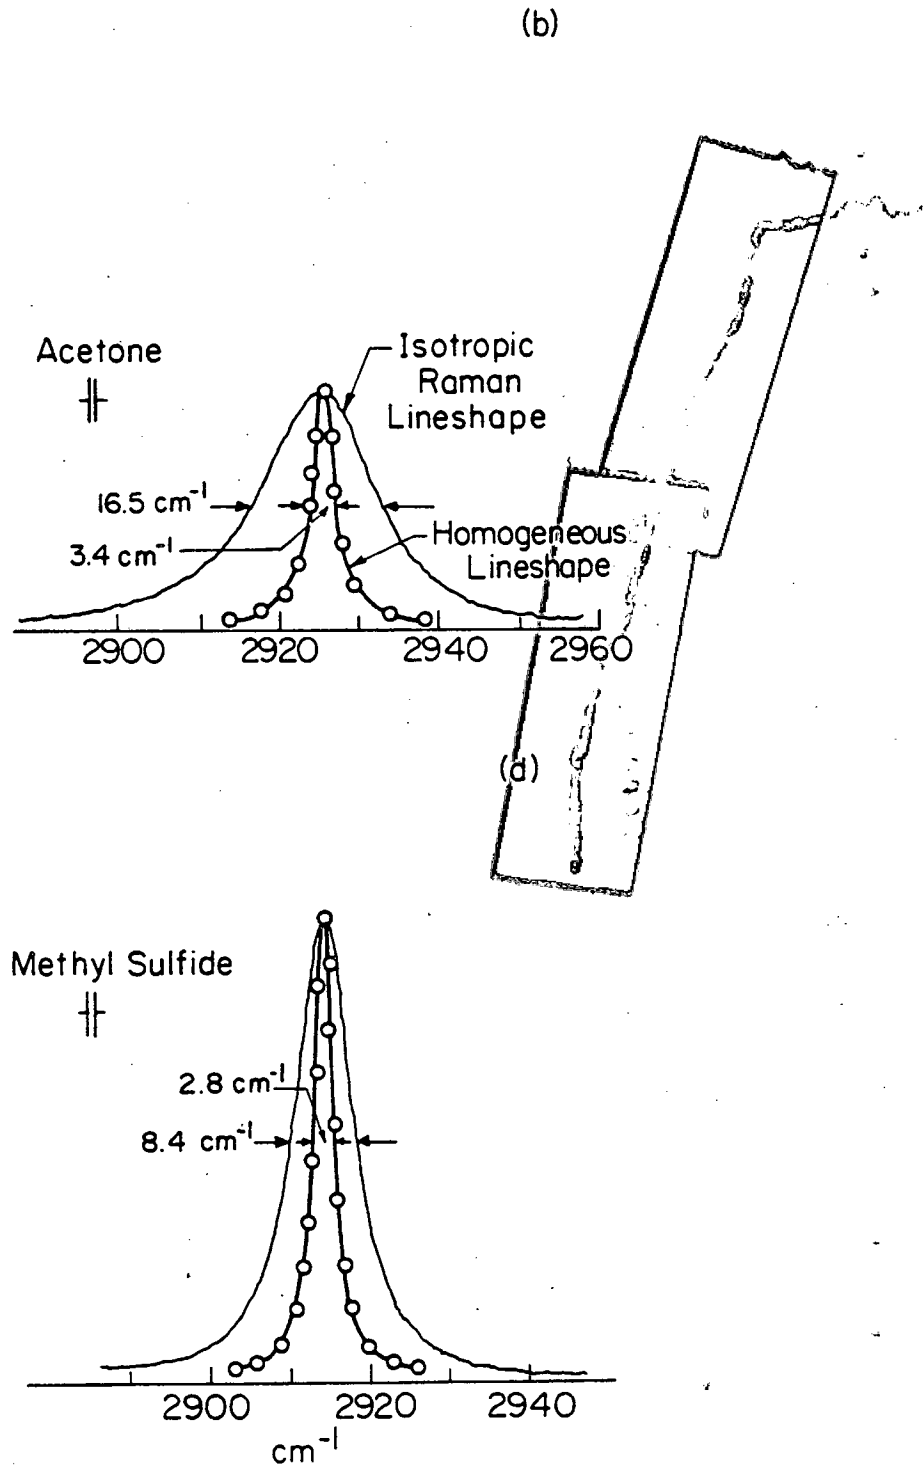 (b)
Acetone
Isotropic
Raman
Lineshape
16.5 cm⁻¹
3.4 cm⁻¹
Homogeneous
Lineshape
2900 2920 2940 2960
(d)
Methyl Sulfide
2.8 cm⁻¹
8.4 cm⁻¹
2900 2920 2940
cm⁻¹